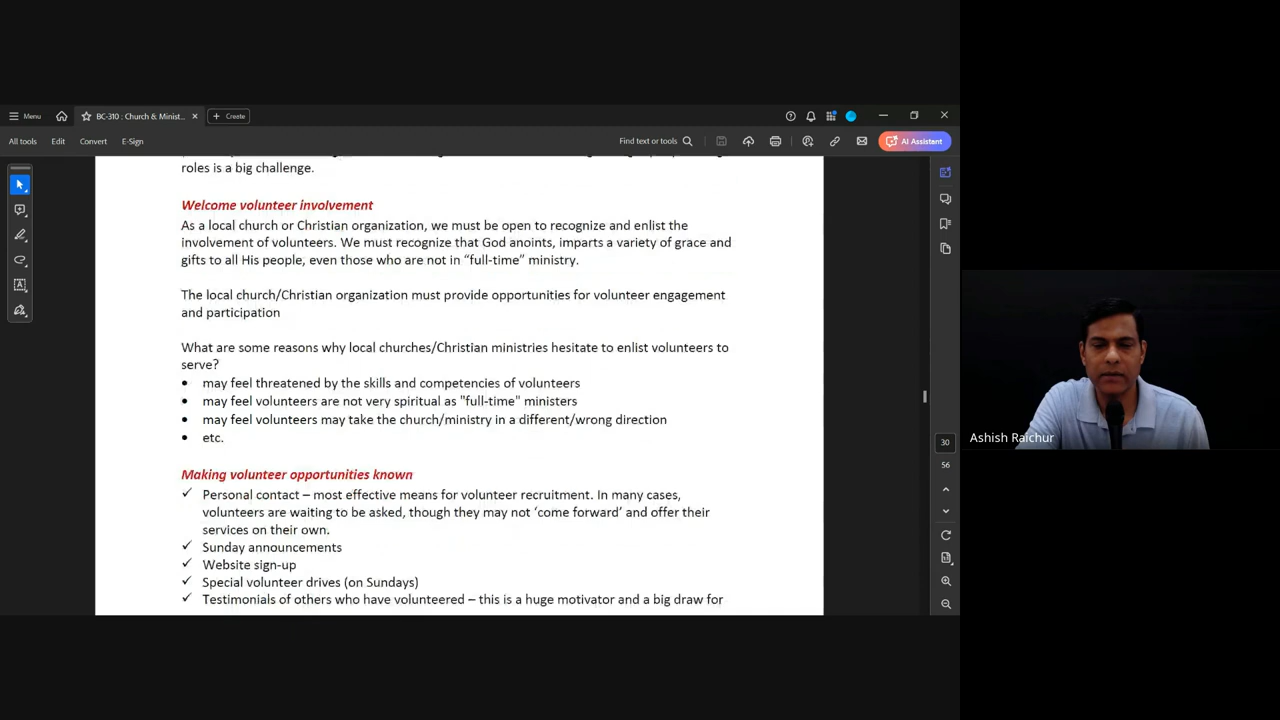 Menu
BC-310 : Church & Minist...
Create
All tools
Edit
Convert
E-Sign
Find text or tools
AI Assistant
roles is a big challenge.
Welcome volunteer involvement
As a local church or Christian organization, we must be open to recognize and enlist the
involvement of volunteers. We must recognize that God anoints, imparts a variety of grace and
gifts to all His people, even those who are not in “full-time” ministry.
The local church/Christian organization must provide opportunities for volunteer engagement
and participation
What are some reasons why local churches/Christian ministries hesitate to enlist volunteers to
serve?
• may feel threatened by the skills and competencies of volunteers
• may feel volunteers are not very spiritual as "full-time" ministers
• may feel volunteers may take the church/ministry in a different/wrong direction
• etc.
Making volunteer opportunities known
✓ Personal contact – most effective means for volunteer recruitment. In many cases,
volunteers are waiting to be asked, though they may not ‘come forward’ and offer their
services on their own.
✓ Sunday announcements
✓ Website sign-up
✓ Special volunteer drives (on Sundays)
✓ Testimonials of others who have volunteered – this is a huge motivator and a big draw for
30
56
Ashish Raichur